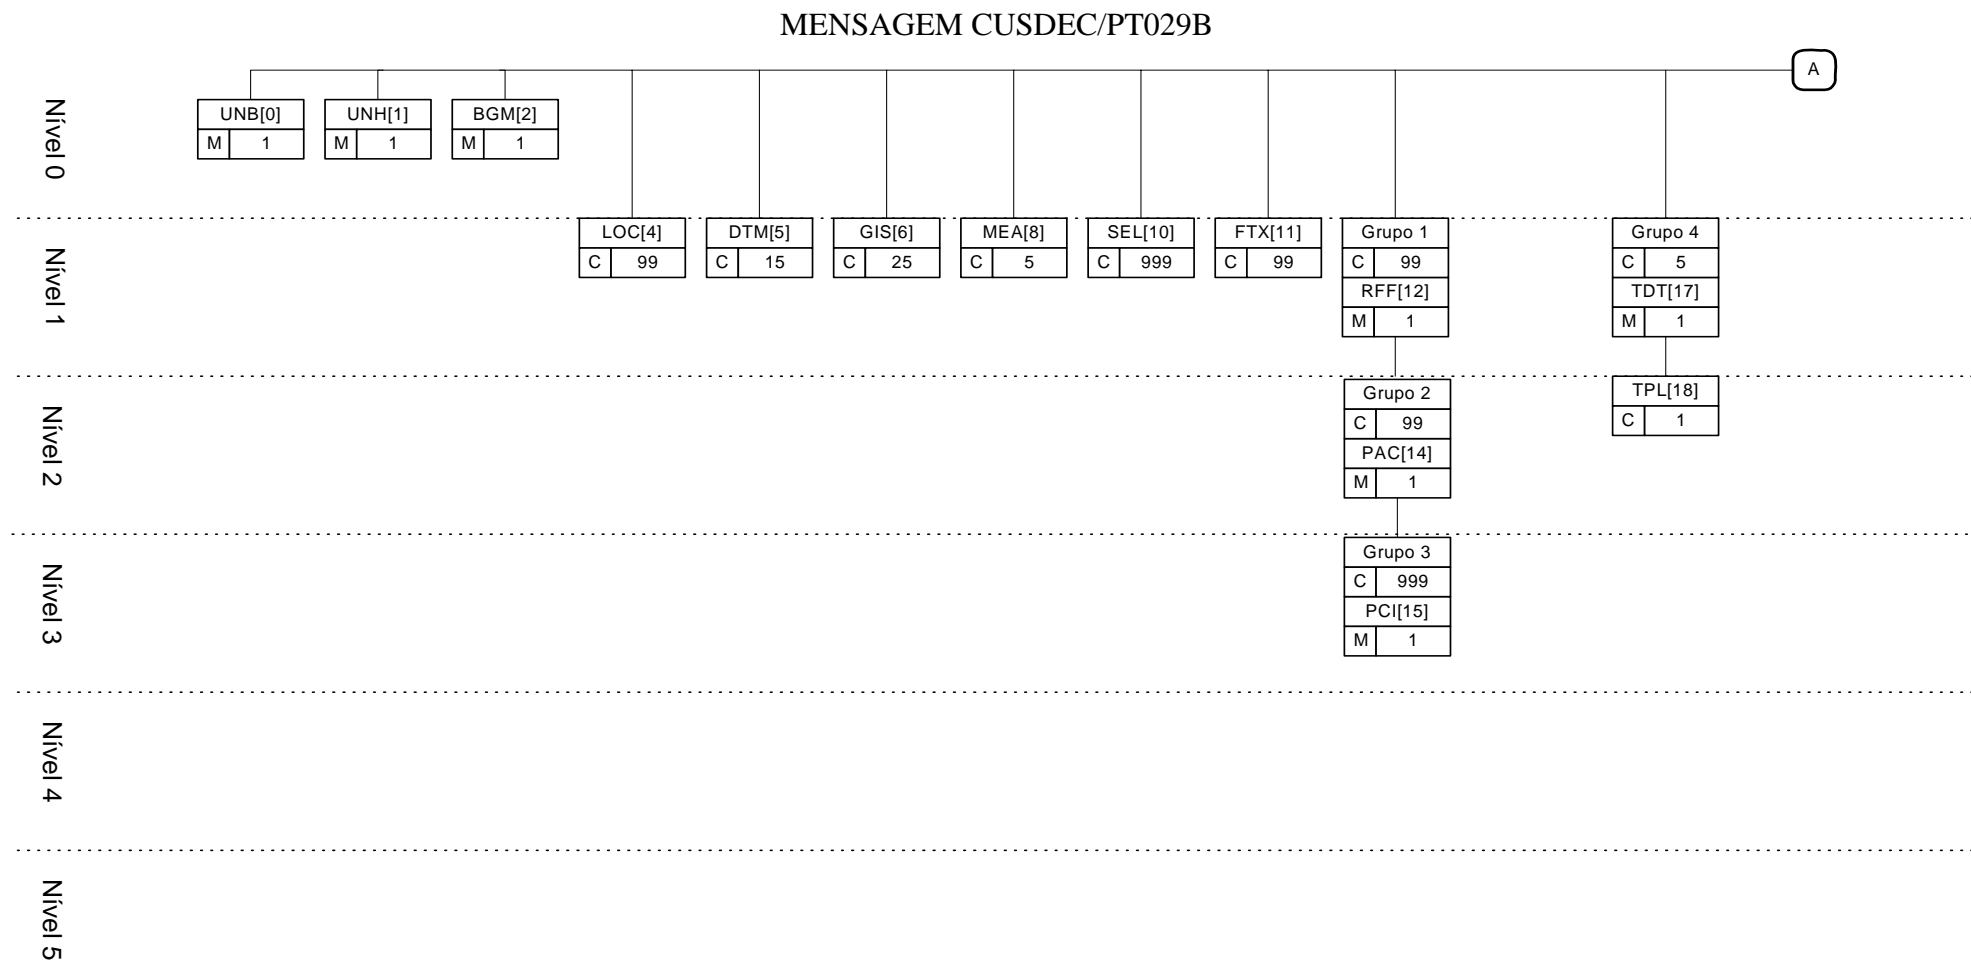 MENSAGEM CUSDEC/PT029B
A
Nível 0
UNB[0] UNH[1] BGM[2]
M 1 M 1 M 1
Nível 1
LOC[4] DTM[5] GIS[6] MEA[8] SEL[10] FTX[11] Grupo 1 Grupo 4
C 99 C 15 C 25 C 5 C 999 C 99 C 99 C 5
RFF[12] TDT[17]
M 1 M 1
Nível 2
Grupo 2 TPL[18]
C 99 C 1
PAC[14]
M 1
Nível 3
Grupo 3
C 999
PCI[15]
M 1
Nível 4
Nível 5